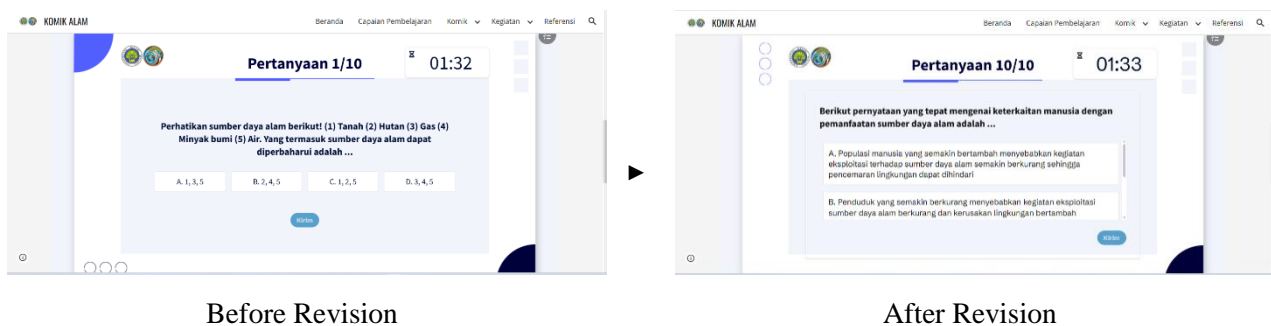 KOMIK ALAM
Beranda Capaian Pembelajaran Komik Kegiatan Referensi
Pertanyaan 1/10
01:32
Perhatikan sumber daya alam berikut! (1) Tanah (2) Hutan (3) Gas (4)
Minyak bumi (5) Air. Yang termasuk sumber daya alam dapat
diperbaharui adalah ...
A. 1, 3, 5 B. 2, 4, 5 C. 1, 2, 5 D. 3, 4, 5
Kirim
Before Revision
KOMIK ALAM
Beranda Capaian Pembelajaran Komik Kegiatan Referensi
Pertanyaan 10/10
01:33
Berikut pernyataan yang tepat mengenai keterkaitan manusia dengan
pemanfaatan sumber daya alam adalah ...
A. Populasi manusia yang semakin bertambah menyebabkan kegiatan
eksploitasi terhadap sumber daya alam semakin berkurang sehingga
pencemaran lingkungan dapat dihindari
B. Penduduk yang semakin berkurang menyebabkan kegiatan eksploitasi
sumber daya alam berkurang dan kerusakan lingkungan bertambah
Kirim
After Revision